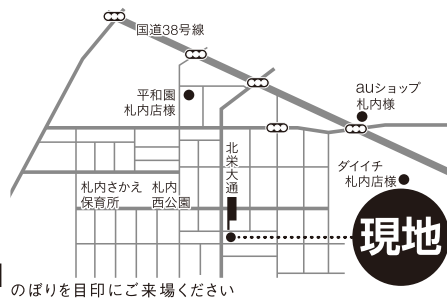 国道38号線
平和園
札内店様
auショップ
札内様
北栄大通
ダイイチ
札内店様
札内さかえ
保育所
札内
西公園
現地
のぼりを目印にご来場ください